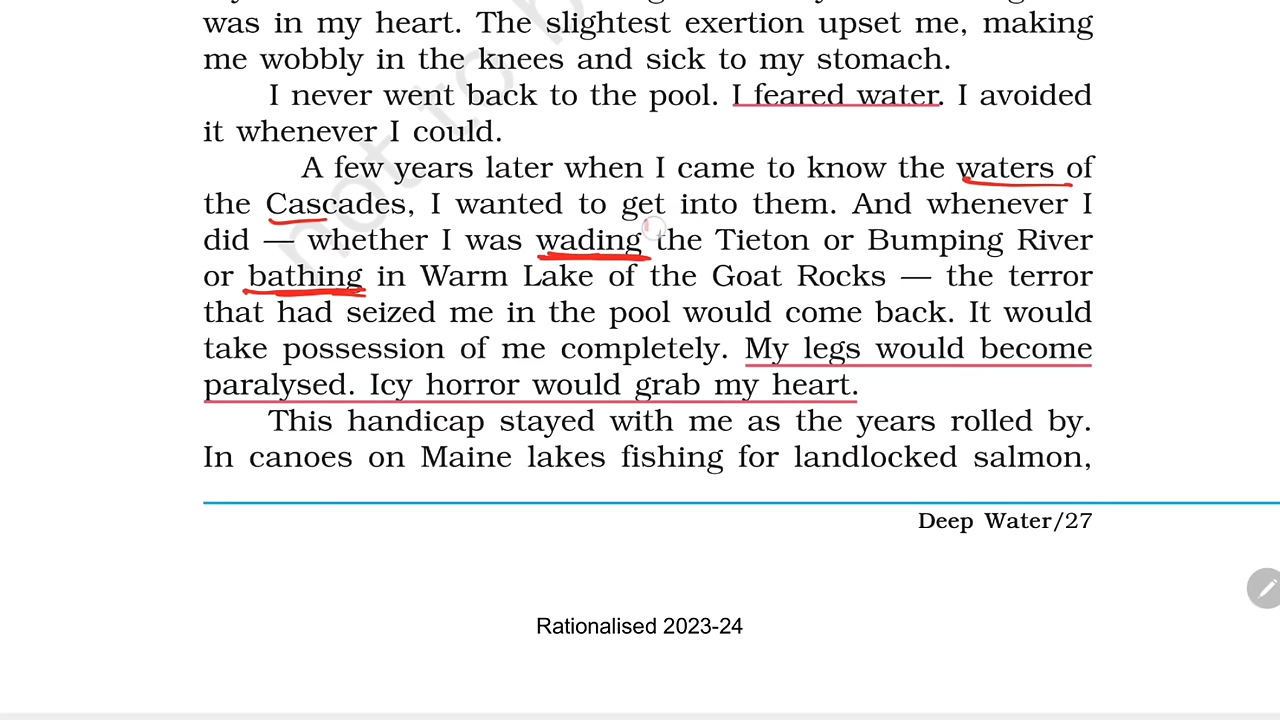 was in my heart. The slightest exertion upset me, making
me wobbly in the knees and sick to my stomach.
I never went back to the pool. I feared water. I avoided
it whenever I could.
A few years later when I came to know the waters of
the Cascades, I wanted to get into them. And whenever I
did — whether I was wading the Tieton or Bumping River
or bathing in Warm Lake of the Goat Rocks — the terror
that had seized me in the pool would come back. It would
take possession of me completely. My legs would become
paralysed. Icy horror would grab my heart.
This handicap stayed with me as the years rolled by.
In canoes on Maine lakes fishing for landlocked salmon,
Deep Water/27
Rationalised 2023-24
not to b